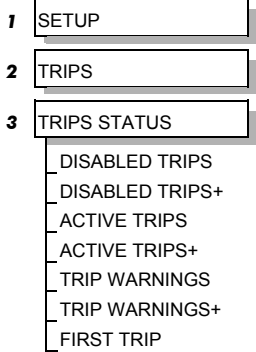 1 SETUP
2 TRIPS
3 TRIPS STATUS
DISABLED TRIPS
DISABLED TRIPS+
ACTIVE TRIPS
ACTIVE TRIPS+
TRIP WARNINGS
TRIP WARNINGS+
FIRST TRIP